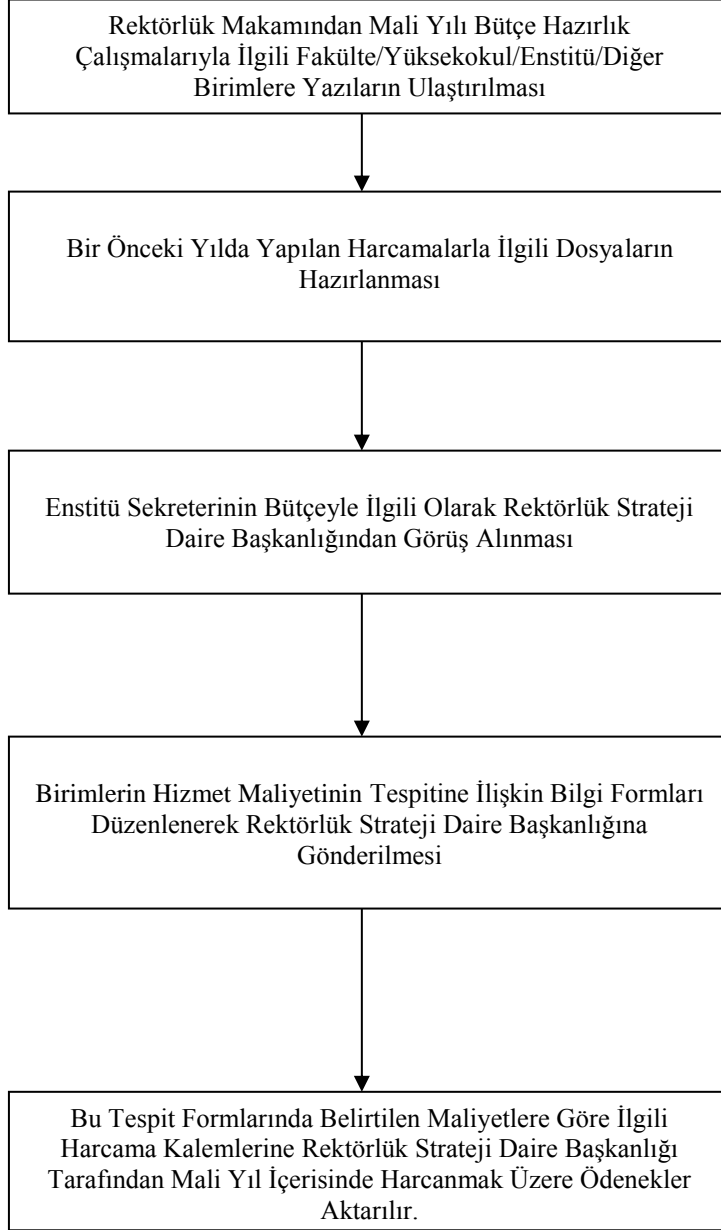 Rektörlük Makamından Mali Yılı Bütçe Hazırlık
Çalışmalarıyla İlgili Fakülte/Yüksekokul/Enstitü/Diğer
Birimlere Yazıların Ulaştırılması
Bir Önceki Yılda Yapılan Harcamalarla İlgili Dosyaların
Hazırlanması
Enstitü Sekreterinin Bütçeyle İlgili Olarak Rektörlük Strateji
Daire Başkanlığından Görüş Alınması
Birimlerin Hizmet Maliyetinin Tespitine İlişkin Bilgi Formları
Düzenlenerek Rektörlük Strateji Daire Başkanlığına
Gönderilmesi
Bu Tespit Formlarında Belirtilen Maliyetlere Göre İlgili
Harcama Kalemlerine Rektörlük Strateji Daire Başkanlığı
Tarafından Mali Yıl İçerisinde Harcanmak Üzere Ödenekler
Aktarılır.